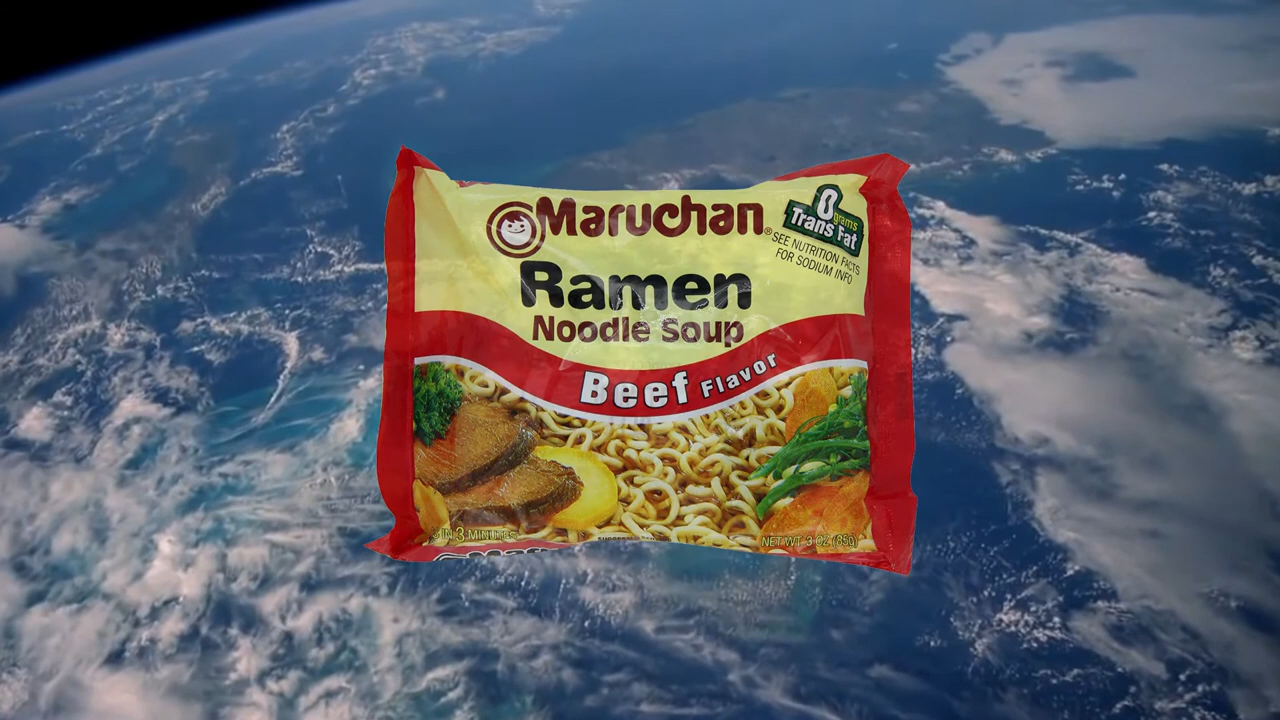 Maruchan®
0
grams
Trans Fat
SEE NUTRITION FACTS
FOR SODIUM INFO
Ramen
Noodle Soup
Beef Flavor
IN 3 MINUTES
NET WT. 3 OZ (85g)